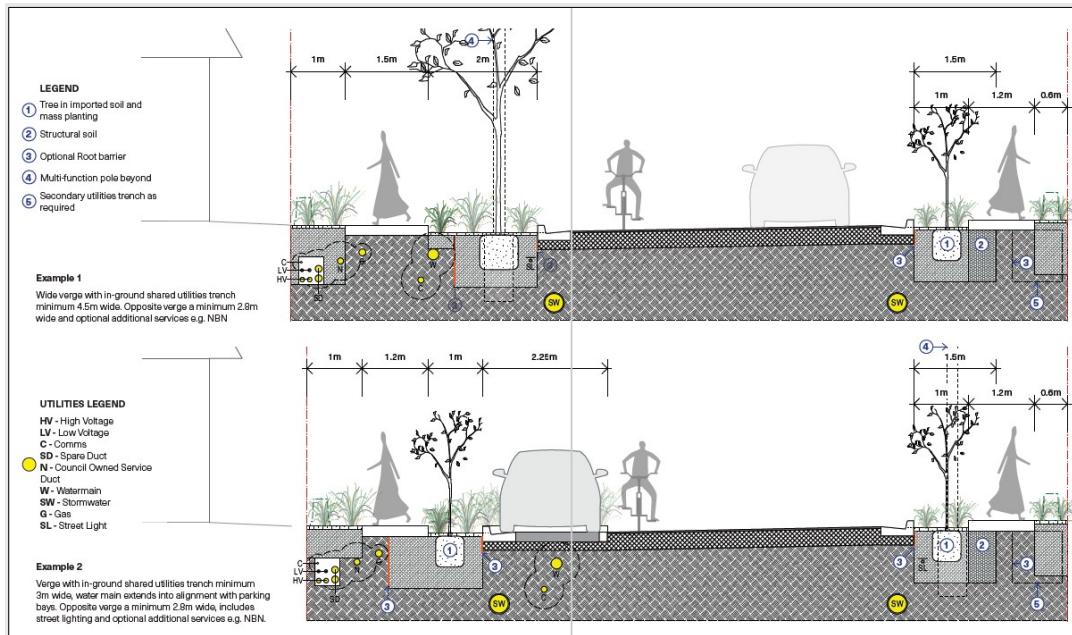 LEGEND
1 Tree in imported soil and
mass planting
2 Structural soil
3 Optional Root barrier
4 Multi-function pole beyond
5 Secondary utilities trench as
required
Example 1
Wide verge with in-ground shared utilities trench
minimum 4.5m wide. Opposite verge a minimum 2.8m
wide and optional additional services e.g. NBN
1m 1.5m 2m
4
1.5m
1m 1.2m 0.6m
C
LV
HV
SD
N
W
SL
SW
SW
3
1
2
3
5
UTILITIES LEGEND
HV - High Voltage
LV - Low Voltage
C - Comms
SD - Spare Duct
N - Council Owned Service
Duct
W - Watermain
SW - Stormwater
G - Gas
SL - Street Light
Example 2
Verge with in-ground shared utilities trench minimum
3m wide, water main extends into alignment with parking
bays. Opposite verge a minimum 2.8m wide, includes
street lighting and optional additional services e.g. NBN.
1m 1.2m 1m 2.25m
4
1.5m
1m 1.2m 0.6m
C
LV
HV
SD
N
G
3
1
3
W
C
SW
SW
3
SL
1
2
3
5